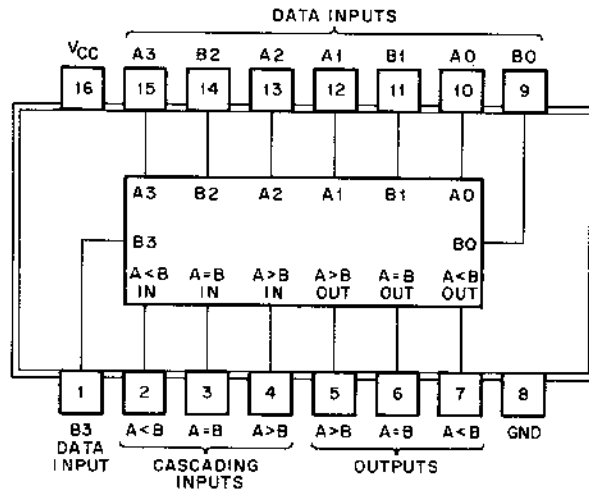 DATA INPUTS
VCC A3 B2 A2 A1 B1 A0 B0
16 15 14 13 12 11 10 9
A3 B2 A2 A1 B1 A0
B3 B0
A<B A=B A>B A>B A=B A<B
IN IN IN OUT OUT OUT
1 2 3 4 5 6 7 8
B3 A<B A=B A>B A>B A=B A<B GND
DATA
INPUT
CASCADING
INPUTS
OUTPUTS